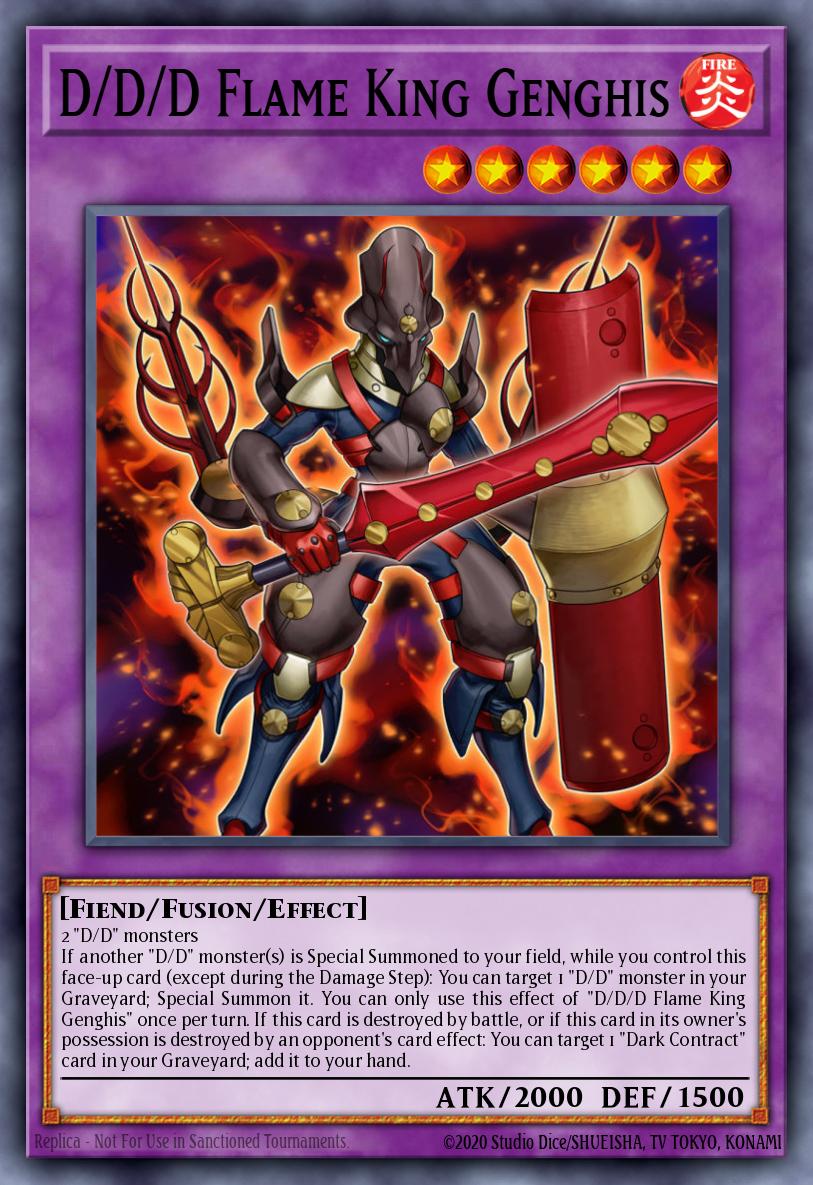 D/D/D Flame King Genghis
FIRE
炎
[Fiend/Fusion/Effect]
2 "D/D" monsters
If another "D/D" monster(s) is Special Summoned to your field, while you control this
face-up card (except during the Damage Step): You can target 1 "D/D" monster in your
Graveyard; Special Summon it. You can only use this effect of "D/D/D Flame King
Genghis" once per turn. If this card is destroyed by battle, or if this card in its owner's
possession is destroyed by an opponent's card effect: You can target 1 "Dark Contract"
card in your Graveyard; add it to your hand.
ATK/2000 DEF/1500
Replica - Not For Use in Sanctioned Tournaments.
©2020 Studio Dice/SHUEISHA, TV TOKYO, KONAMI